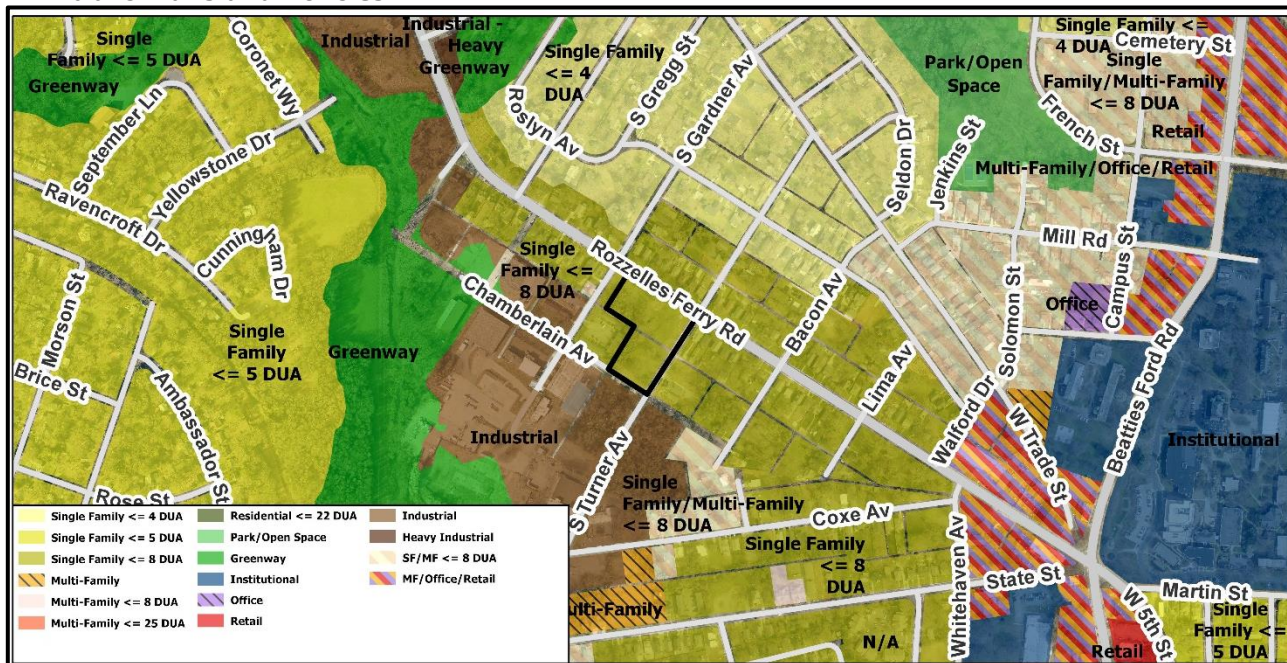 Industrial -
Heavy
Greenway
Industrial
Single
Family <= 5 DUA
Greenway
Coronet Wy
September Ln
Yellowstone Dr
Ravencroft Dr
Cunningham Dr
Morson St
Brice St
Ambassador St
Rose St
Single
Family
<= 5 DUA
Greenway
Single Family
<= 4
DUA
Roslyn Av
S Gregg St
S Gardner Av
Seldon Dr
Jenkins St
Park/Open
Space
Single Family <=
4 DUA
Cemetery St
Single
Family/Multi-Family
<= 8 DUA
French St
Retail
Multi-Family/Office/Retail
Mill Rd
Campus St
Office
Solomon St
Beatties Ford Rd
Single
Family <=
8 DUA
Rozzelles Ferry Rd
Chamberlain Av
Bacon Av
Lima Av
Walford Dr
W Trade St
Institutional
Industrial
S Turner Av
Single
Family/Multi-Family
<= 8 DUA
Coxe Av
Single Family
<= 8
DUA
Whitehaven Av
State St
Martin St
W 5th St
Single
Family <=
5 DUA
Multi-Family
N/A
Retail
Single Family <= 4 DUA
Single Family <= 5 DUA
Single Family <= 8 DUA
Multi-Family
Multi-Family <= 8 DUA
Multi-Family <= 25 DUA
Residential <= 22 DUA
Park/Open Space
Greenway
Institutional
Office
Retail
Industrial
Heavy Industrial
SF/MF <= 8 DUA
MF/Office/Retail